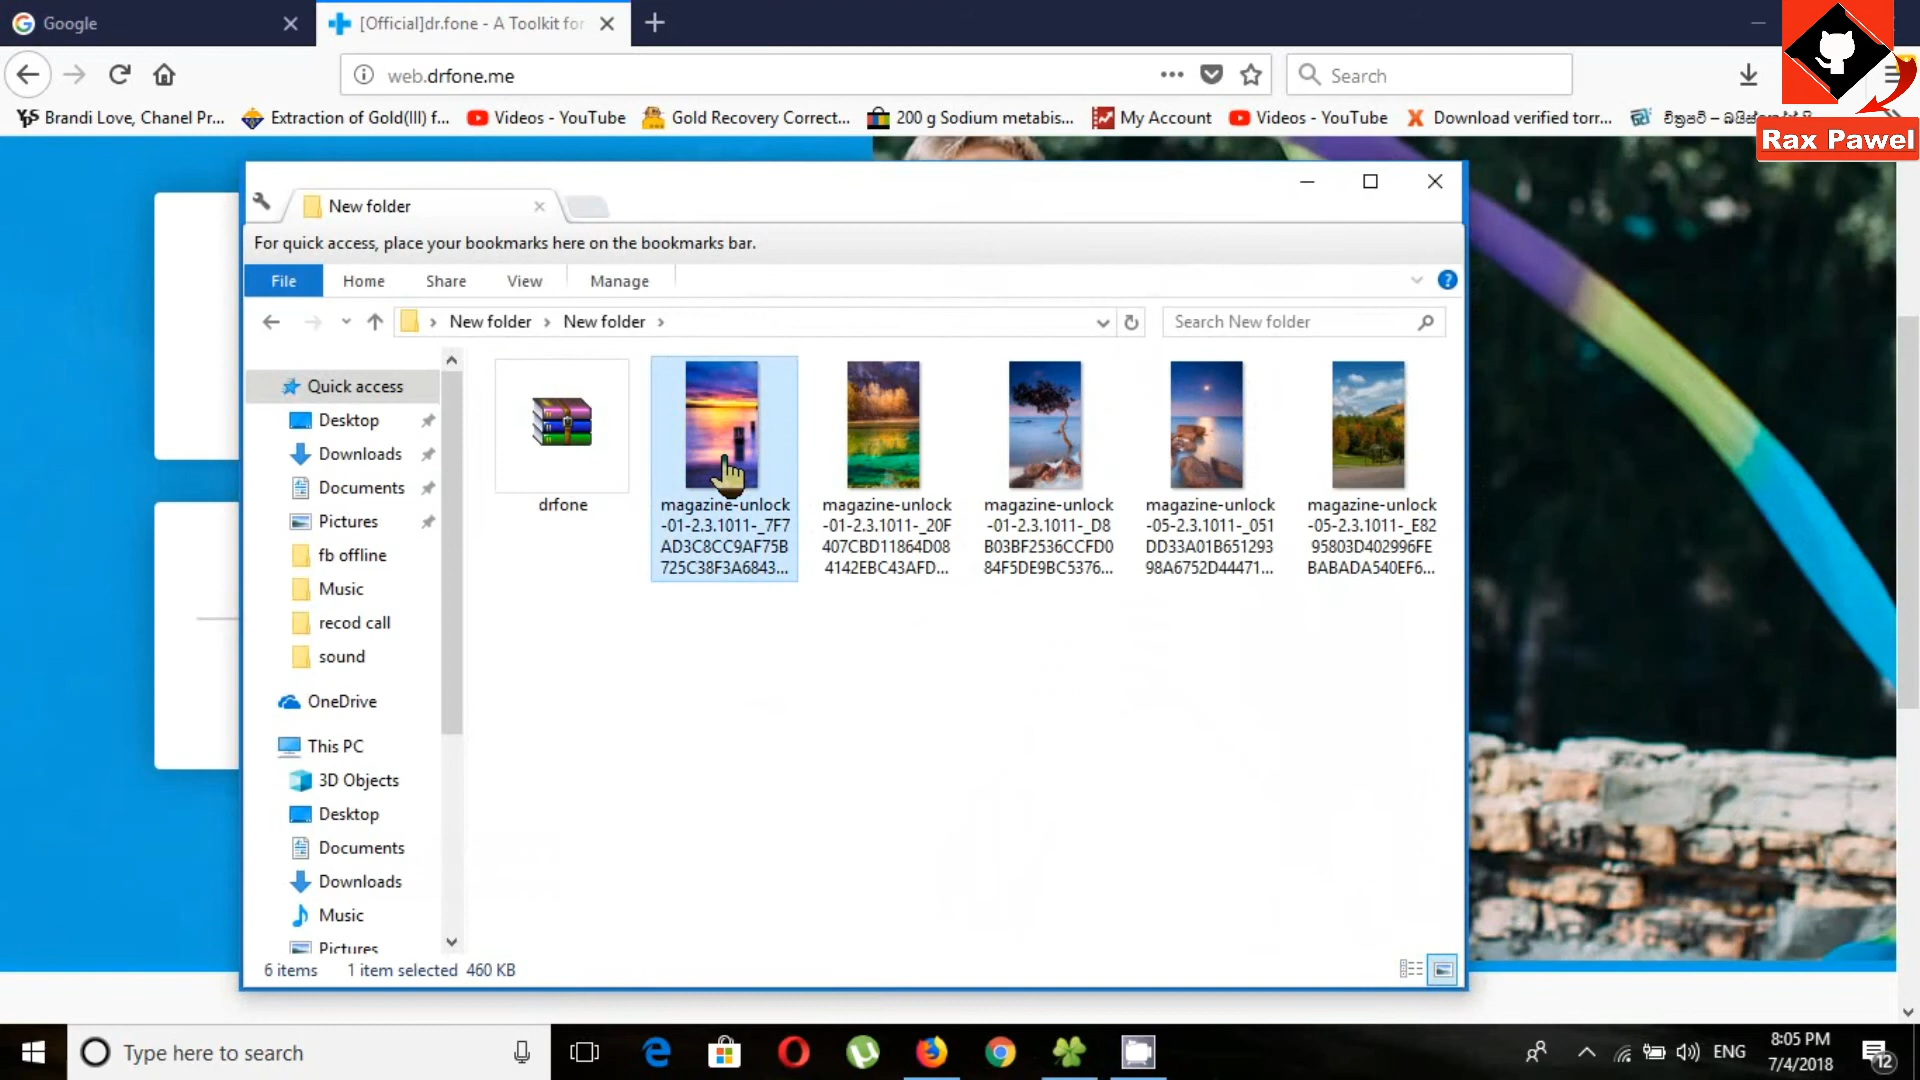 Google
[Official]dr.fone - A Toolkit for
web.drfone.me
Search
Brandi Love, Chanel Pr...
Extraction of Gold(III) f...
Videos - YouTube
Gold Recovery Correct...
200 g Sodium metabis...
My Account
Videos - YouTube
Download verified torr...
Rax Pawel
New folder
For quick access, place your bookmarks here on the bookmarks bar.
File
Home
Share
View
Manage
New folder
New folder
Search New folder
Quick access
Desktop
Downloads
Documents
Pictures
fb offline
Music
recod call
sound
OneDrive
This PC
3D Objects
Desktop
Documents
Downloads
Music
Pictures
drfone
magazine-unlock
-01-2.3.1011-_7F7
AD3C8CC9AF75B
725C38F3A6843...
magazine-unlock
-01-2.3.1011-_20F
407CBD11864D08
4142EBC43AFD...
magazine-unlock
-01-2.3.1011-_D8
B03BF2536CCFD0
84F5DE9BC5376...
magazine-unlock
-05-2.3.1011-_051
DD33A01B651293
98A6752D44471...
magazine-unlock
-05-2.3.1011-_E82
95803D402996FE
BABADA540EF6...
6 items
1 item selected 460 KB
Type here to search
ENG
8:05 PM
7/4/2018
12